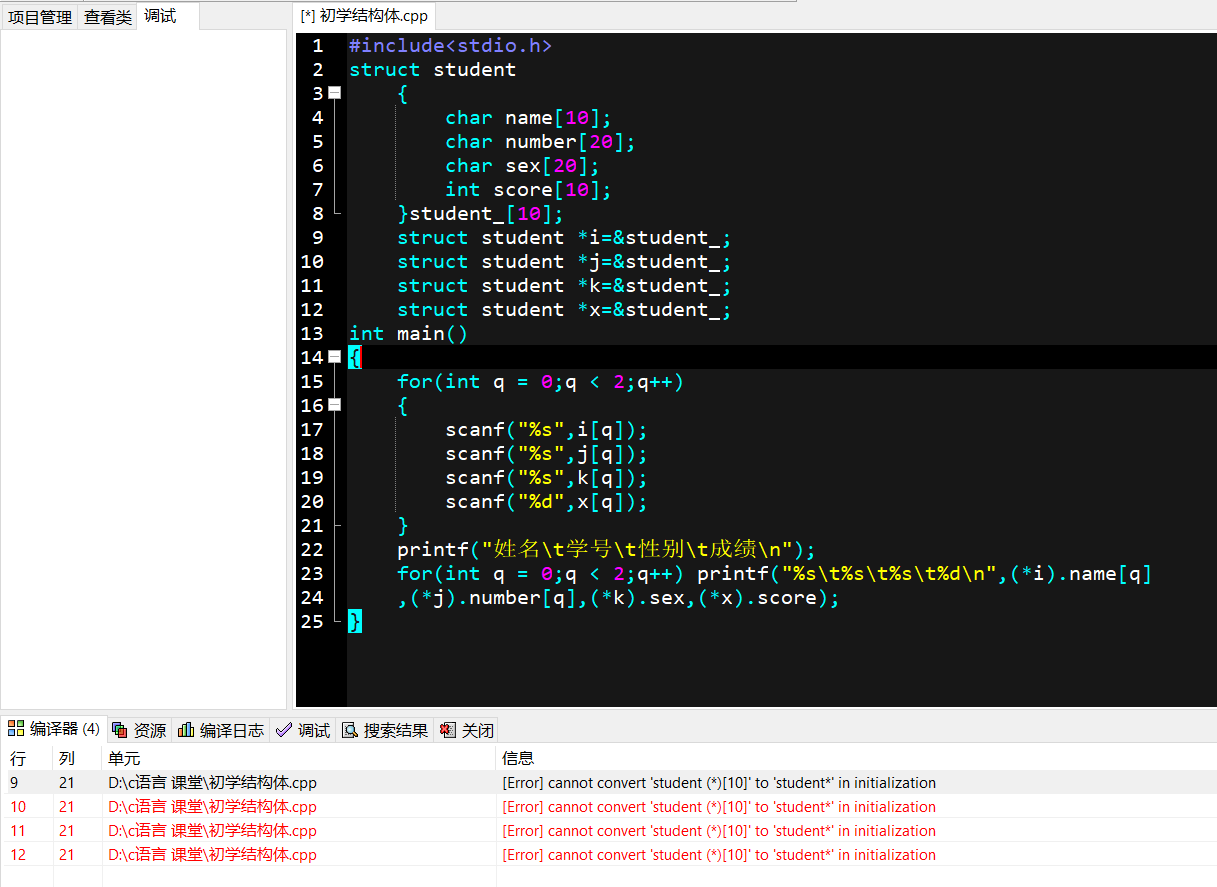 项目管理 查看类 调试
[*] 初学结构体.cpp
1 #include<stdio.h>
2 struct student
3 {
4 char name[10];
5 char number[20];
6 char sex[20];
7 int score[10];
8 }student_[10];
9 struct student *i=&student_;
10 struct student *j=&student_;
11 struct student *k=&student_;
12 struct student *x=&student_;
13 int main()
14 {
15 for(int q = 0;q < 2;q++)
16 {
17 scanf("%s",i[q]);
18 scanf("%s",j[q]);
19 scanf("%s",k[q]);
20 scanf("%d",x[q]);
21 }
22 printf("姓名\t学号\t性别\t成绩\n");
23 for(int q = 0;q < 2;q++) printf("%s\t%s\t%s\t%d\n",(*i).name[q]
24 ,(*j).number[q],(*k).sex,(*x).score);
25 }
编译器 (4) 资源 编译日志 调试 搜索结果 关闭
行 列 单元 信息
9 21 D:\c语言 课堂\初学结构体.cpp [Error] cannot convert 'student (*)[10]' to 'student*' in initialization
10 21 D:\c语言 课堂\初学结构体.cpp [Error] cannot convert 'student (*)[10]' to 'student*' in initialization
11 21 D:\c语言 课堂\初学结构体.cpp [Error] cannot convert 'student (*)[10]' to 'student*' in initialization
12 21 D:\c语言 课堂\初学结构体.cpp [Error] cannot convert 'student (*)[10]' to 'student*' in initialization